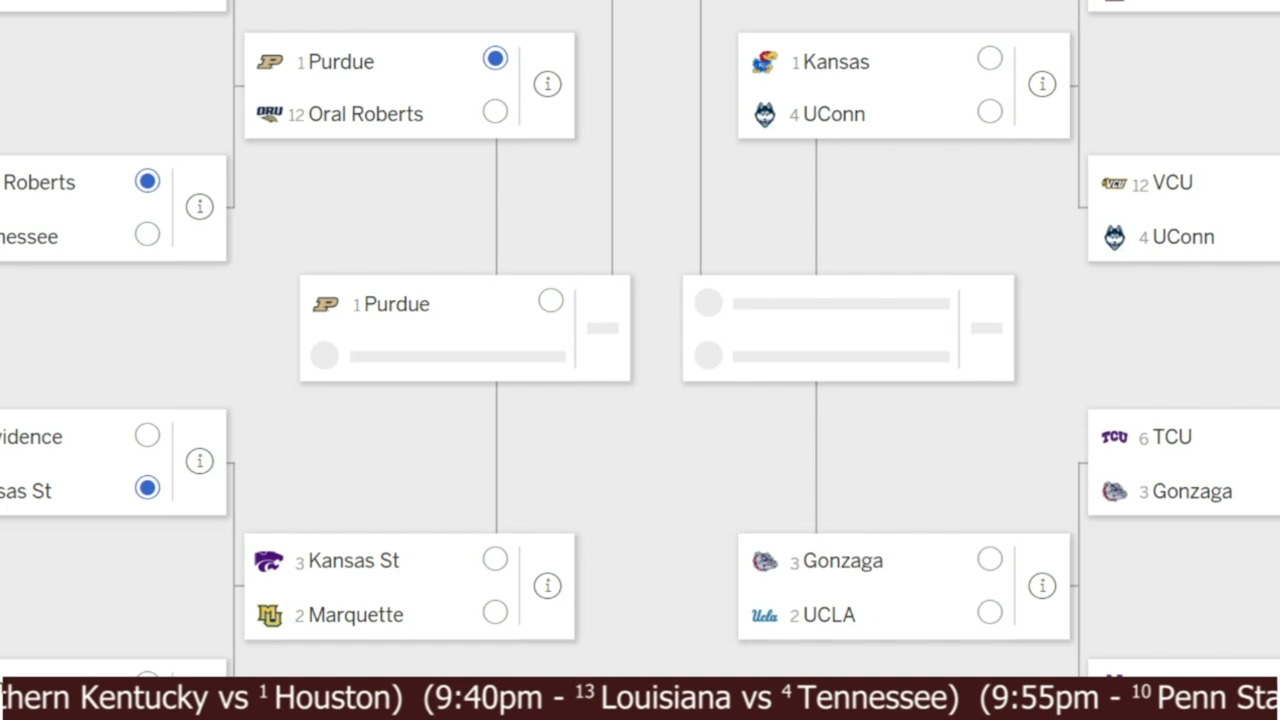 1 Purdue
12 Oral Roberts
1 Kansas
4 UConn
Roberts
nessee
12 VCU
4 UConn
1 Purdue
vidence
sas St
6 TCU
3 Gonzaga
3 Kansas St
2 Marquette
3 Gonzaga
2 UCLA
thern Kentucky vs 1 Houston) (9:40pm - 13 Louisiana vs 4 Tennessee) (9:55pm - 10 Penn Sta